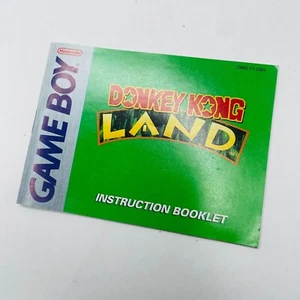 Nintendo
GAME BOY
DONKEY KONG
LAND
INSTRUCTION BOOKLET